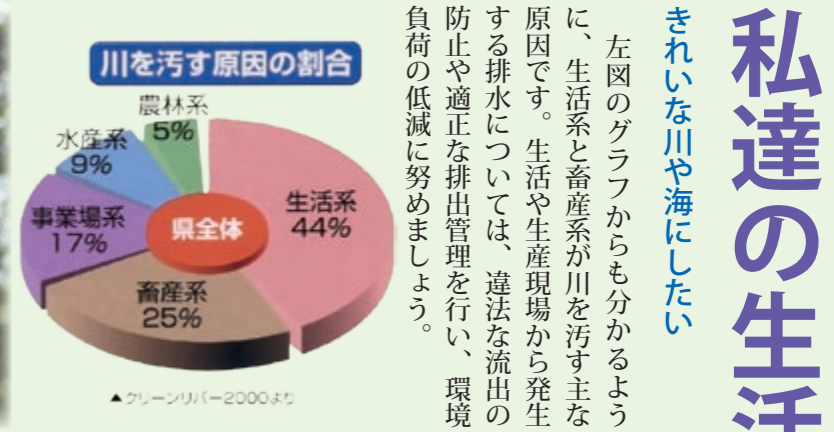 私達の生活
きれいな川や海にしたい
左図のグラフからも分かるよう
に、生活系と畜産系が川を汚す主な
原因です。生活や生産現場から発生
する排水については、違法な流出の
防止や適正な排出管理を行い、環境
負荷の低減に努めましょう。
川を汚す原因の割合
農林系
5%
水産系
9%
事業場系
17%
県全体
生活系
44%
畜産系
25%
▲クリーンリバー2000より